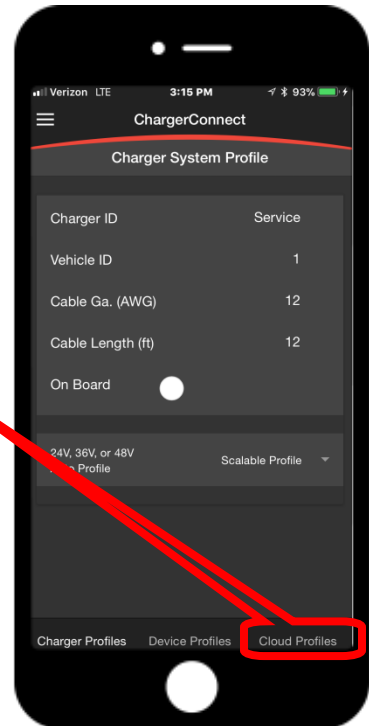 Verizon LTE 3:15 PM 93%
ChargerConnect
Charger System Profile
Charger ID Service
Vehicle ID 1
Cable Ga. (AWG) 12
Cable Length (ft) 12
On Board
24V, 36V, or 48V
Profile Scalable Profile
Charger Profiles Device Profiles Cloud Profiles